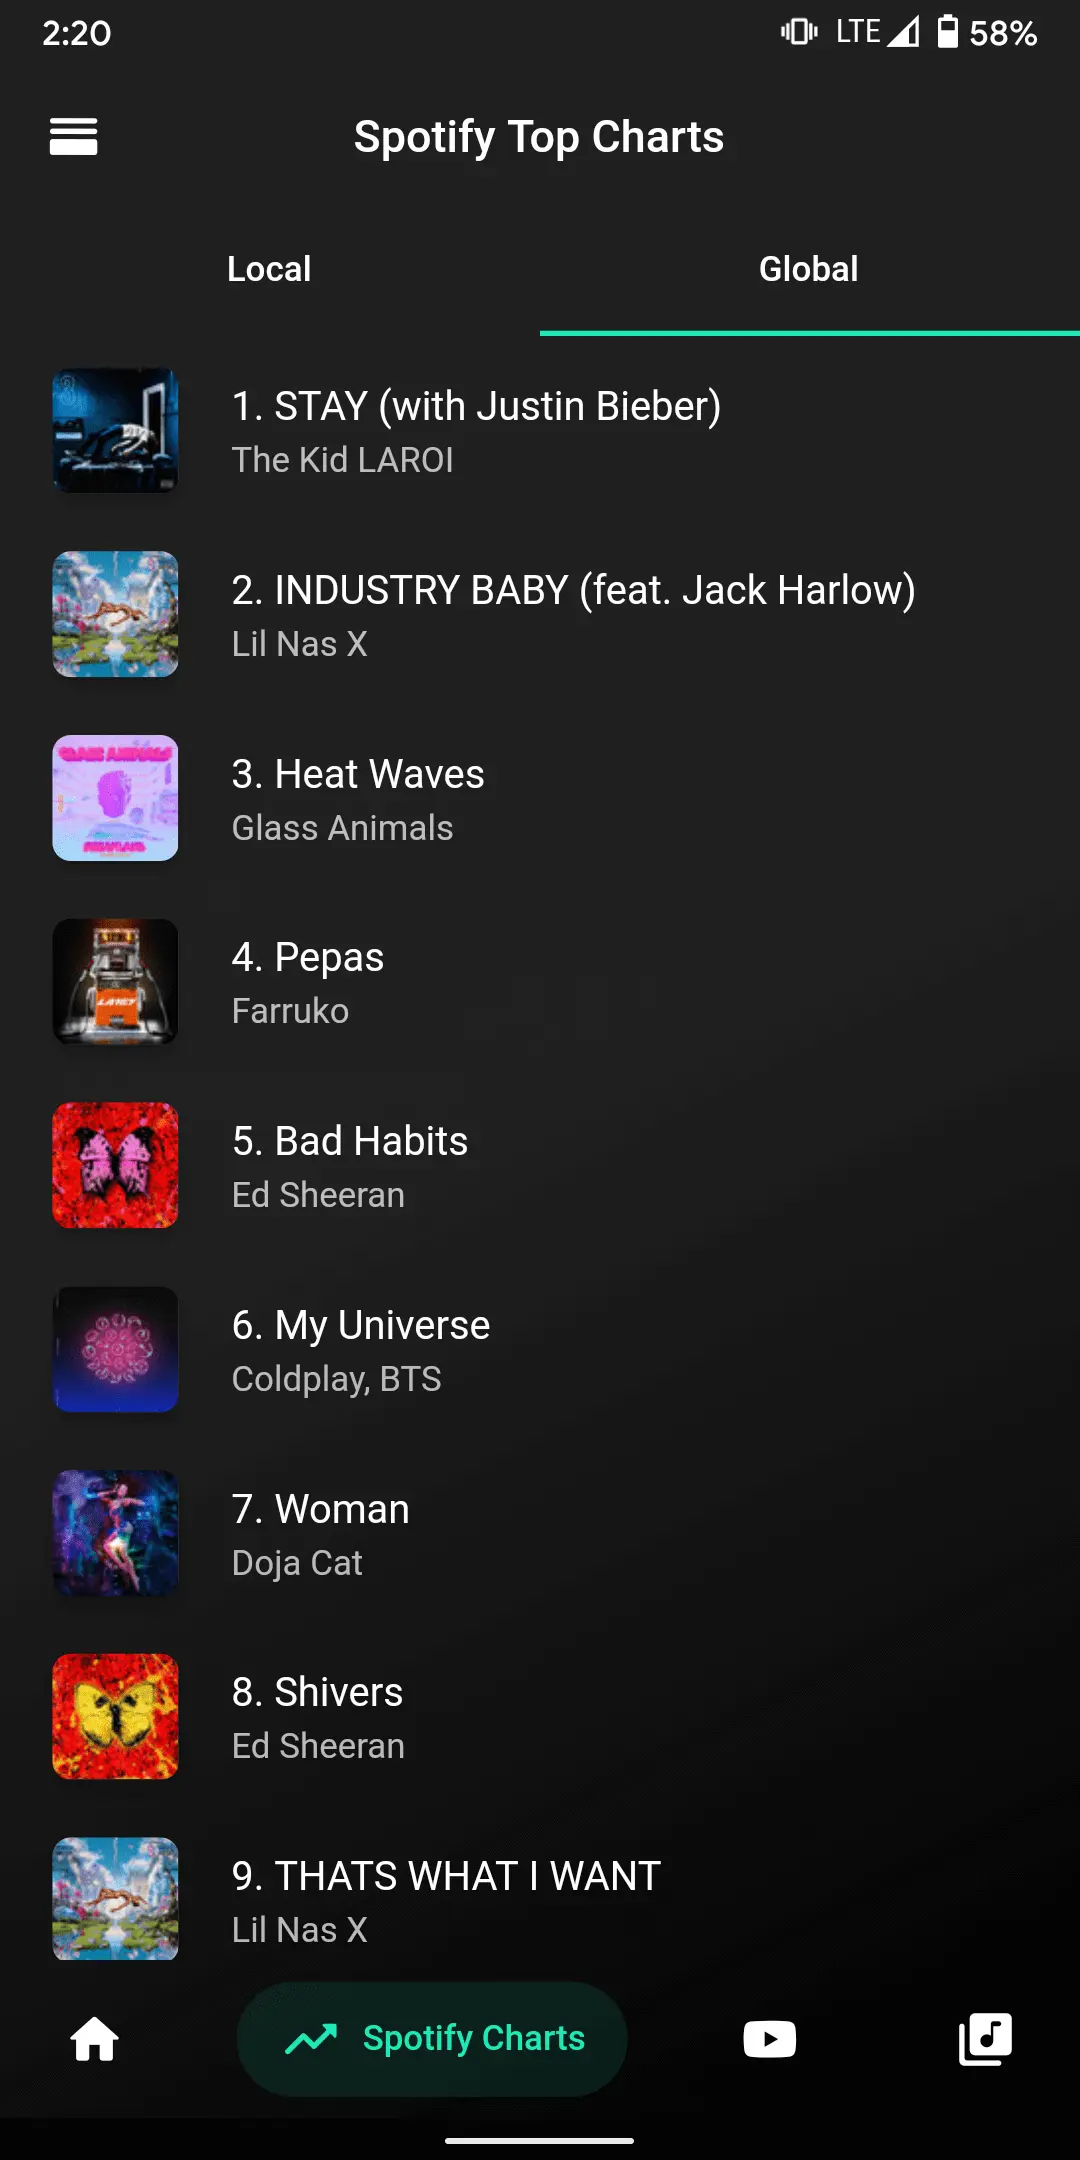 2:20
LTE 58%
Spotify Top Charts
Local
Global
1. STAY (with Justin Bieber)
The Kid LAROI
2. INDUSTRY BABY (feat. Jack Harlow)
Lil Nas X
GLASS ANIMALS
3. Heat Waves
Glass Animals
4. Pepas
Farruko
5. Bad Habits
Ed Sheeran
6. My Universe
Coldplay, BTS
7. Woman
Doja Cat
8. Shivers
Ed Sheeran
9. THATS WHAT I WANT
Lil Nas X
Spotify Charts